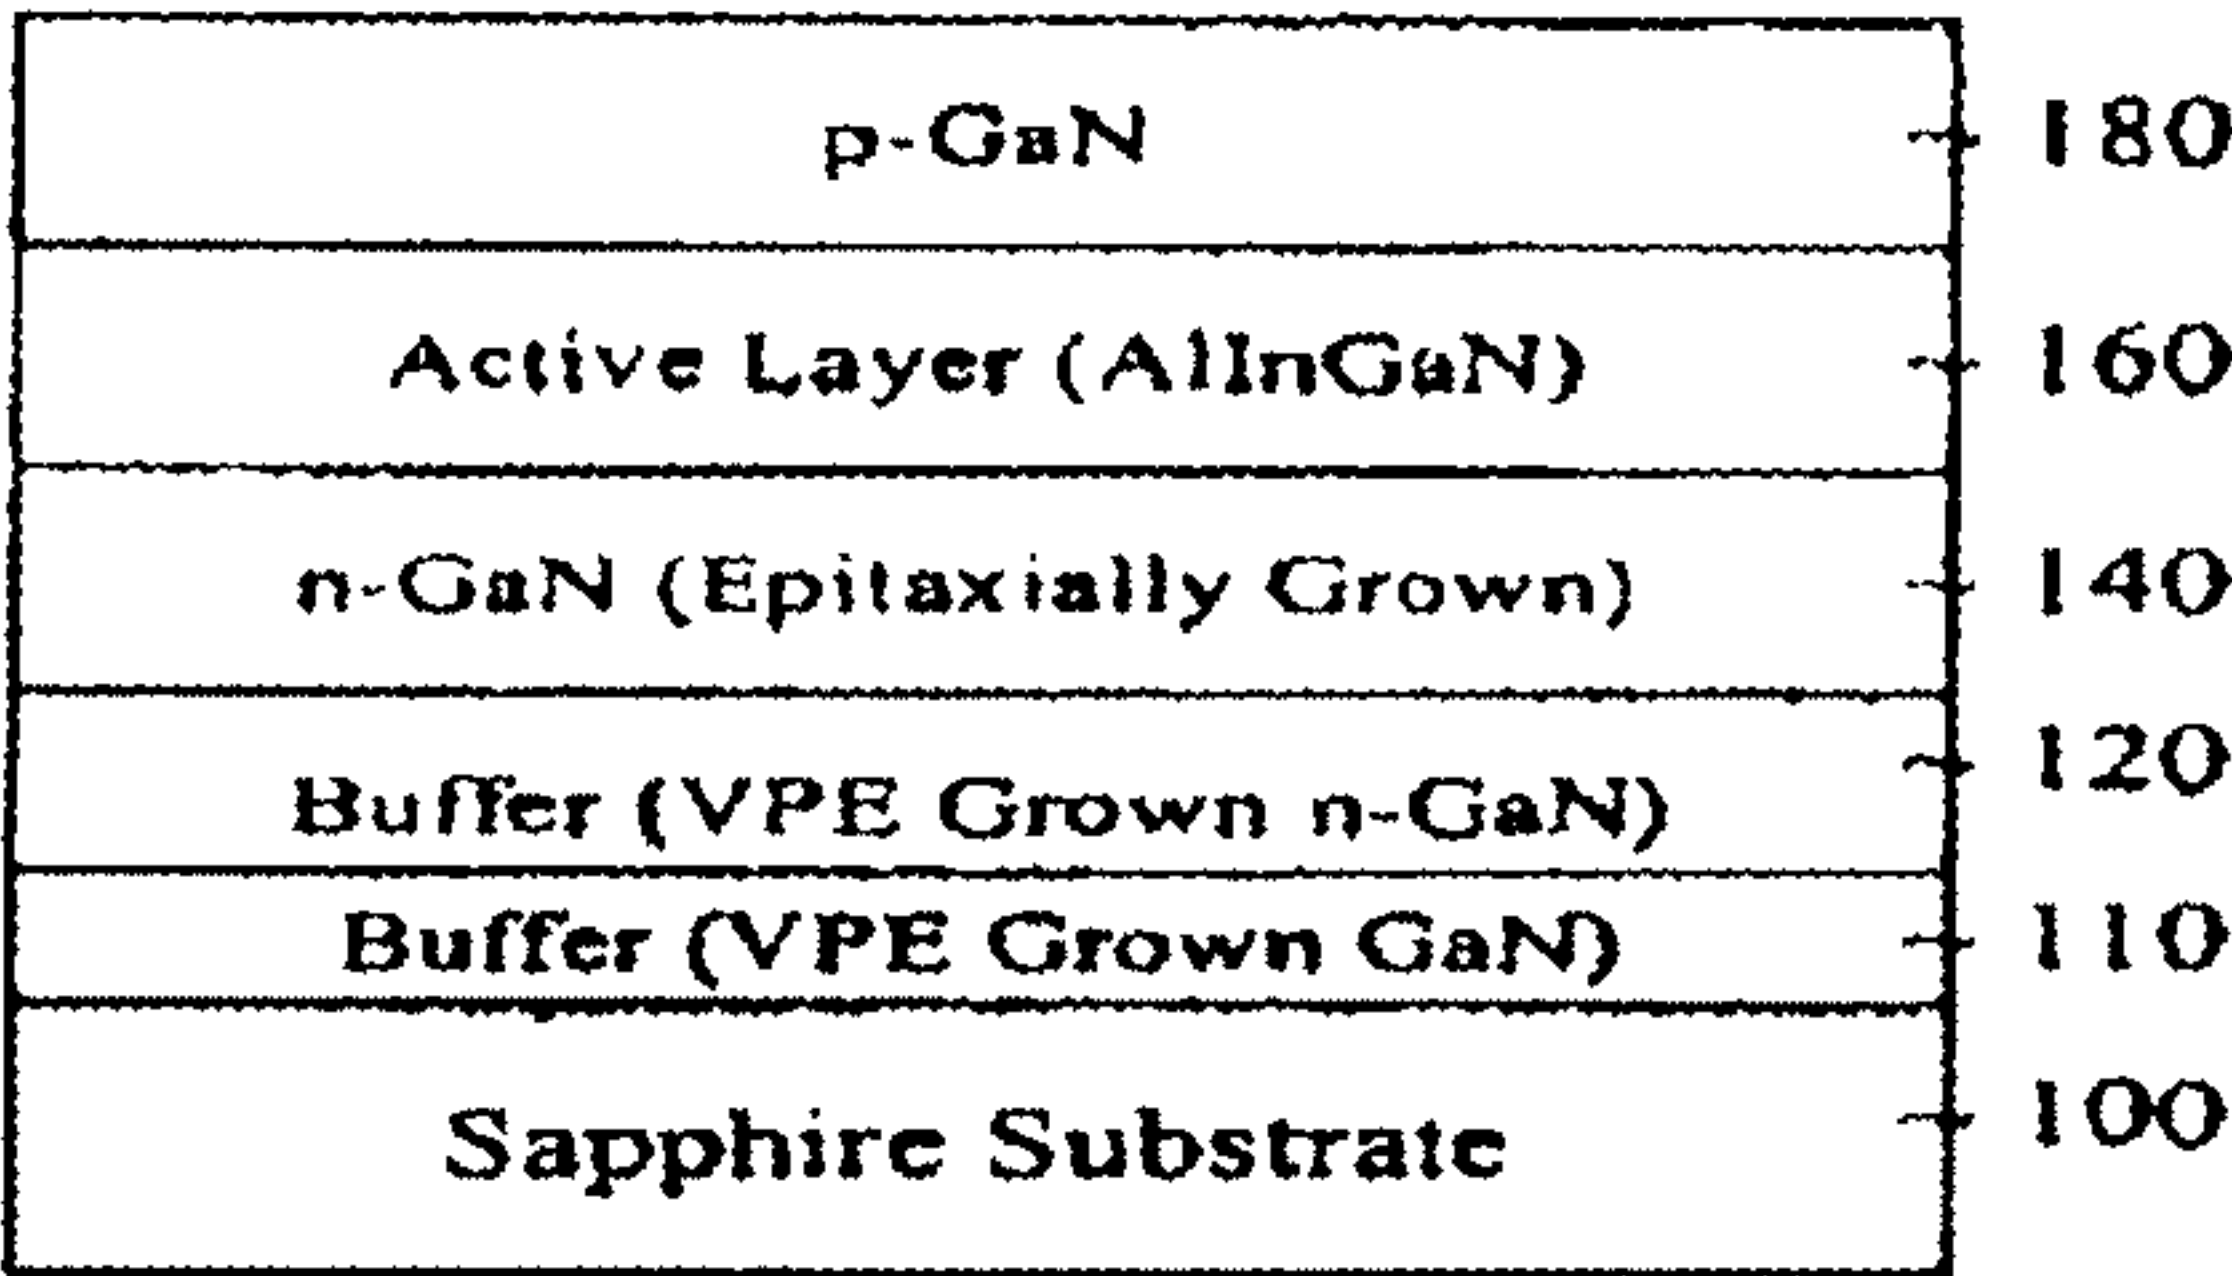 p-GaN 180
Active Layer (AlInGaN) 160
n-GaN (Epitaxially Grown) 140
Buffer (VPE Grown n-GaN) 120
Buffer (VPE Grown GaN) 110
Sapphire Substrate 100